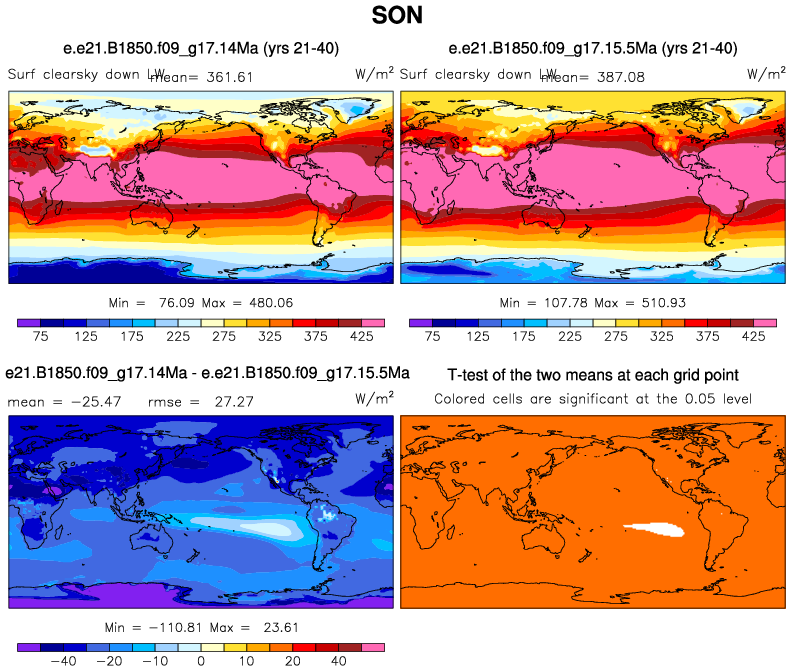 SON
e.e21.B1850.f09_g17.14Ma (yrs 21-40)
Surf clearsky down LW mean= 361.61 W/m²
Min = 76.09 Max = 480.06
75 125 175 225 275 325 375 425
e.e21.B1850.f09_g17.15.5Ma (yrs 21-40)
Surf clearsky down LW mean= 387.08 W/m²
Min = 107.78 Max = 510.93
75 125 175 225 275 325 375 425
e21.B1850.f09_g17.14Ma - e.e21.B1850.f09_g17.15.5Ma
mean = −25.47 rmse = 27.27 W/m²
Min = −110.81 Max = 23.61
−40 −20 −10 0 10 20 40
T-test of the two means at each grid point
Colored cells are significant at the 0.05 level